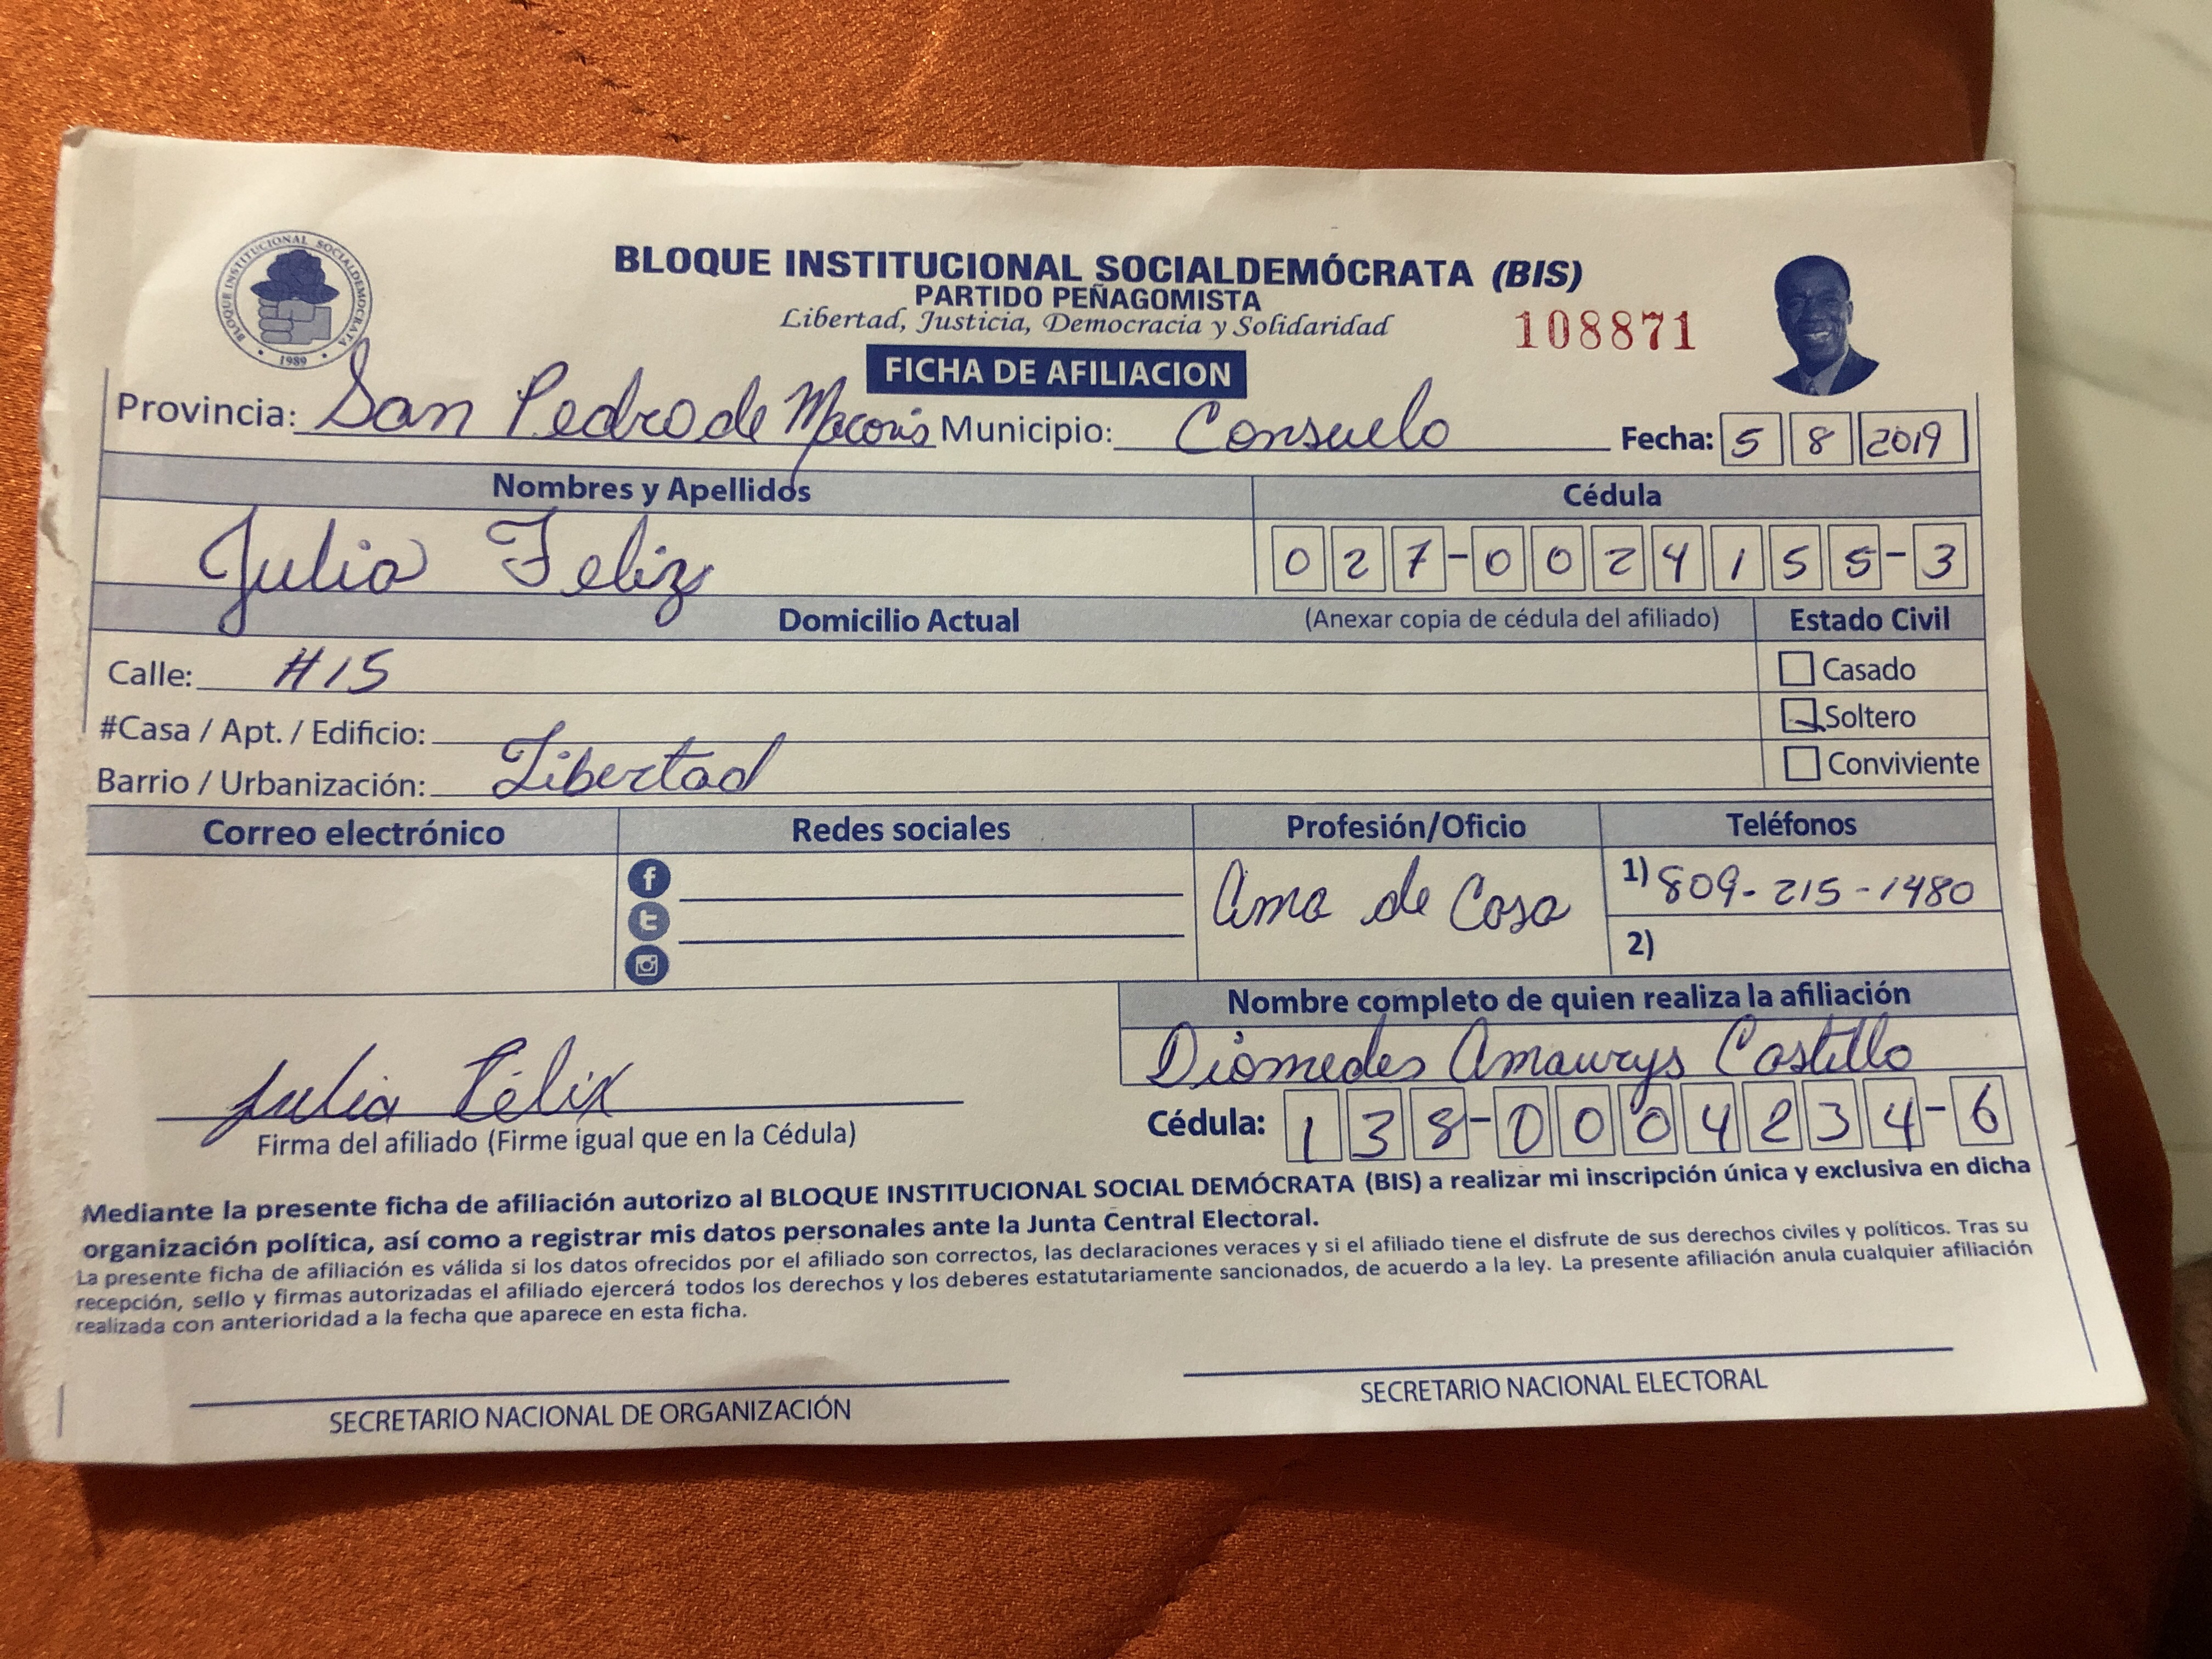 BLOQUE INSTITUCIONAL SOCIALDEMOCRATA
1989
BLOQUE INSTITUCIONAL SOCIALDEMÓCRATA (BIS)
PARTIDO PEÑAGOMISTA
Libertad, Justicia, Democracia y Solidaridad
108871
FICHA DE AFILIACION
Provincia: San Pedro de Macoris Municipio: Consuelo Fecha: 5 8 2019
Nombres y Apellidos Cédula
Julia Feliz 027-0024155-3
Domicilio Actual (Anexar copia de cédula del afiliado) Estado Civil
Calle: #15 Casado
#Casa / Apt. / Edificio: Soltero
Barrio / Urbanización: Libertad Conviviente
Correo electrónico Redes sociales Profesión/Oficio Teléfonos
Ama de Casa 1) 809-215-1480
2)
Nombre completo de quien realiza la afiliación
Diomedes Amaurys Castillo
Julia Félix
Firma del afiliado (Firme igual que en la Cédula) Cédula: 138-0004234-6
Mediante la presente ficha de afiliación autorizo al BLOQUE INSTITUCIONAL SOCIAL DEMÓCRATA (BIS) a realizar mi inscripción única y exclusiva en dicha
organización política, así como a registrar mis datos personales ante la Junta Central Electoral.
La presente ficha de afiliación es válida si los datos ofrecidos por el afiliado son correctos, las declaraciones veraces y si el afiliado tiene el disfrute de sus derechos civiles y políticos. Tras su
recepción, sello y firmas autorizadas el afiliado ejercerá todos los derechos y los deberes estatutariamente sancionados, de acuerdo a la ley. La presente afiliación anula cualquier afiliación
realizada con anterioridad a la fecha que aparece en esta ficha.
SECRETARIO NACIONAL DE ORGANIZACIÓN SECRETARIO NACIONAL ELECTORAL